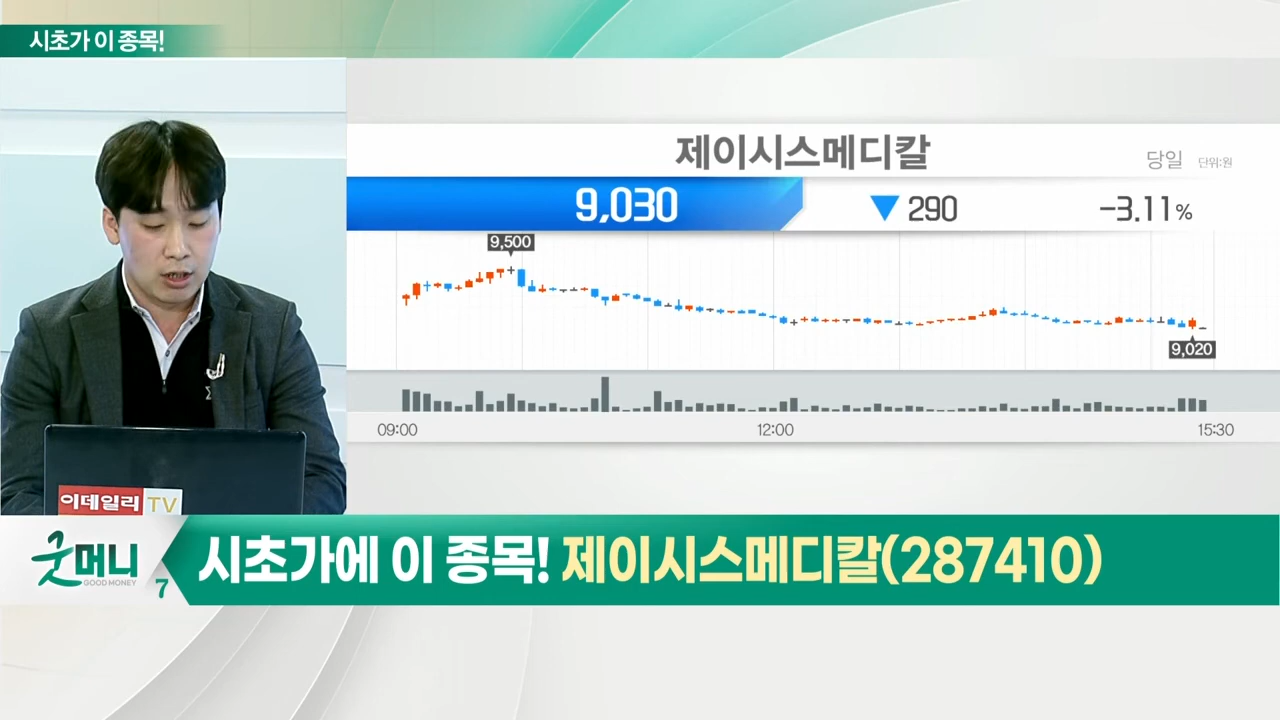 시초가 이 종목!
제이시스메디칼
당일 단위:원
9,030 ▼ 290 -3.11%
9,500
9,020
09:00 12:00 15:30
이데일리 TV
굿머니
GOOD MONEY
7
시초가에 이 종목! 제이시스메디칼(287410)